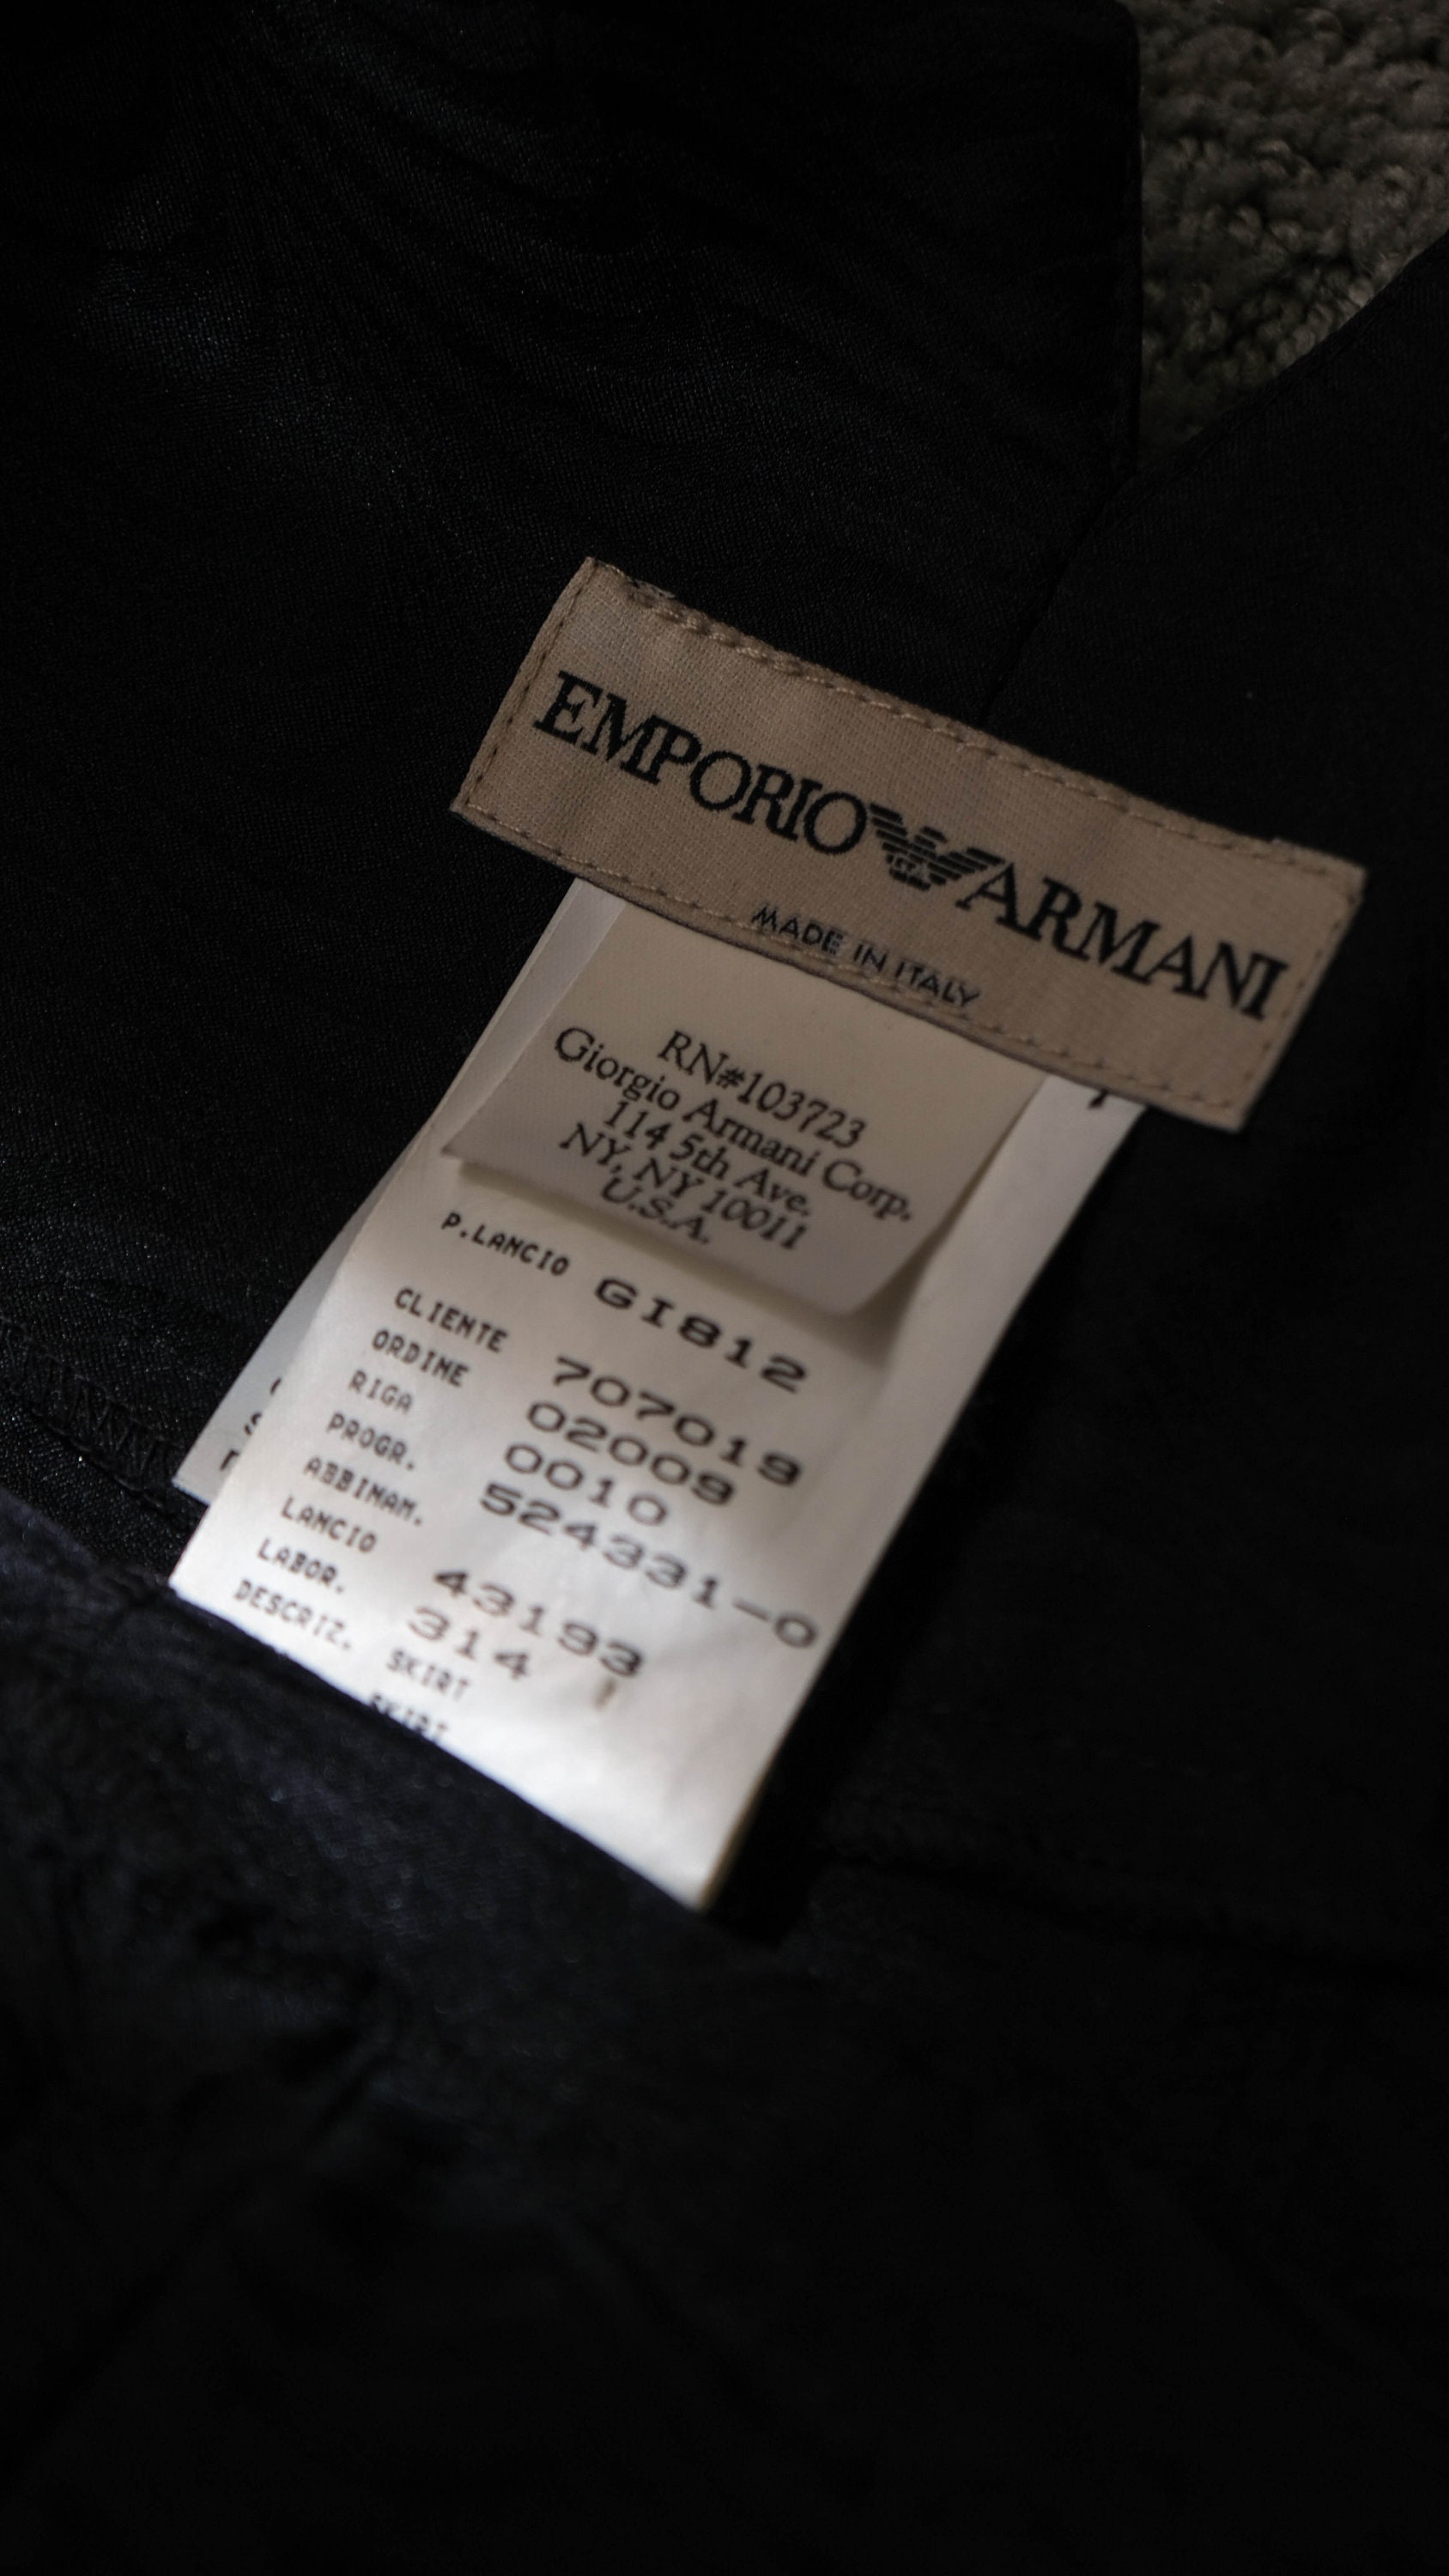 EMPORIO ARMANI
MADE IN ITALY
RN#103723
Giorgio Armani Corp.
114 5th Ave.
NY, NY 10011
U.S.A.
P.LANCIO GI812
CLIENTE 707019
ORDINE 02009
RIGA 0010
PROGR. 524331-0
ABBINAM.
LANCIO 43193
LABOR. 314
DESCRIZ. SKIRT
SKIRT